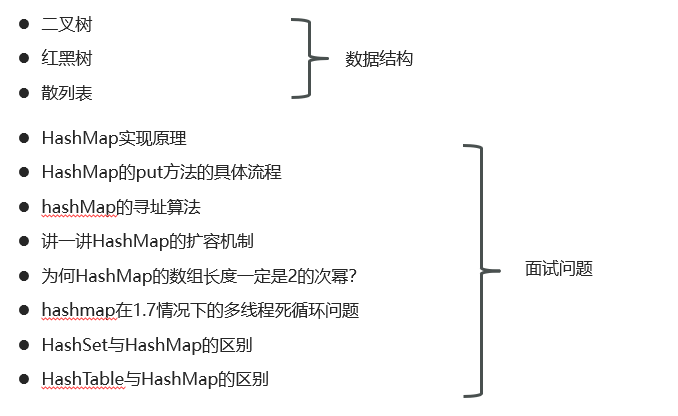 二叉树
红黑树
散列表
数据结构
HashMap实现原理
HashMap的put方法的具体流程
hashMap的寻址算法
讲一讲HashMap的扩容机制
为何HashMap的数组长度一定是2的次幂?
hashmap在1.7情况下的多线程死循环问题
HashSet与HashMap的区别
HashTable与HashMap的区别
面试问题